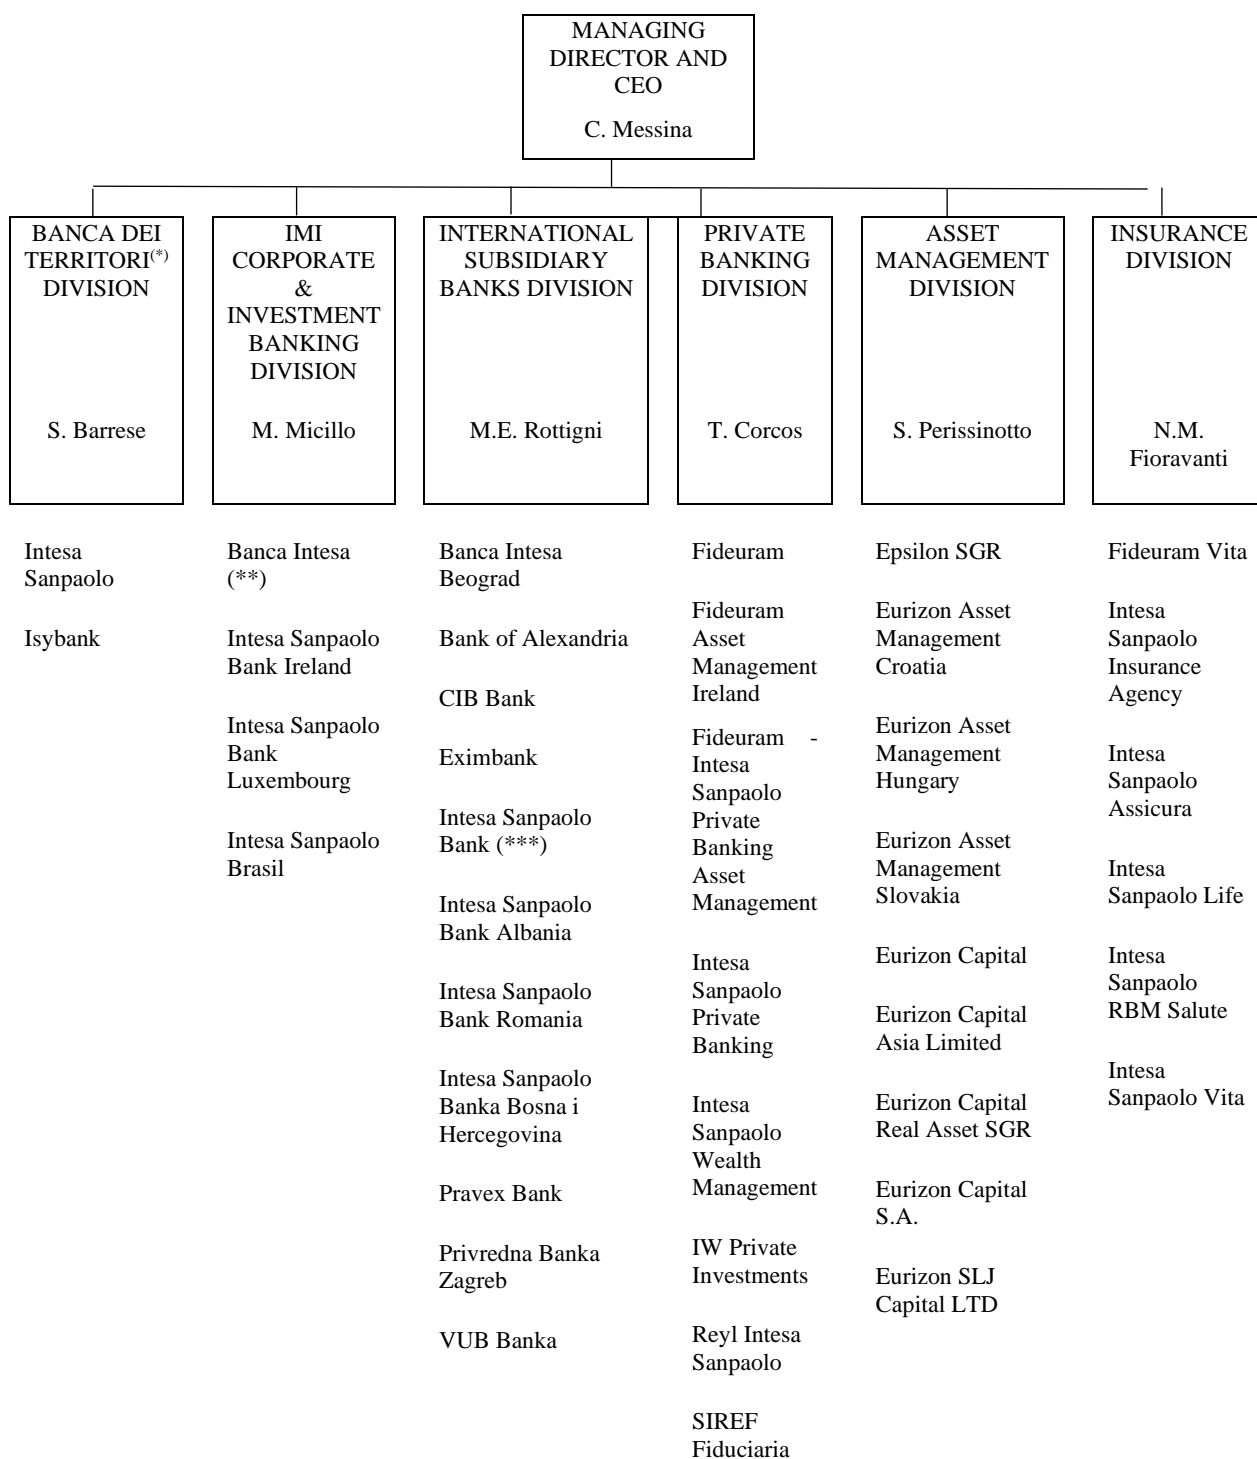 MANAGING
DIRECTOR AND
CEO
C. Messina
BANCA DEI
TERRITORI(*)
DIVISION
S. Barrese
IMI
CORPORATE
&
INVESTMENT
BANKING
DIVISION
M. Micillo
INTERNATIONAL
SUBSIDIARY
BANKS DIVISION
M.E. Rottigni
PRIVATE
BANKING
DIVISION
T. Corcos
ASSET
MANAGEMENT
DIVISION
S. Perissinotto
INSURANCE
DIVISION
N.M.
Fioravanti
Intesa
Sanpaolo
Isybank
Banca Intesa
(**)
Intesa Sanpaolo
Bank Ireland
Intesa Sanpaolo
Bank
Luxembourg
Intesa Sanpaolo
Brasil
Banca Intesa
Beograd
Bank of Alexandria
CIB Bank
Eximbank
Intesa Sanpaolo
Bank (***)
Intesa Sanpaolo
Bank Albania
Intesa Sanpaolo
Bank Romania
Intesa Sanpaolo
Banka Bosna i
Hercegovina
Pravex Bank
Privredna Banka
Zagreb
VUB Banka
Fideuram
Fideuram
Asset
Management
Ireland
Fideuram -
Intesa
Sanpaolo
Private
Banking
Asset
Management
Intesa
Sanpaolo
Private
Banking
Intesa
Sanpaolo
Wealth
Management
IW Private
Investments
Reyl Intesa
Sanpaolo
SIREF
Fiduciaria
Epsilon SGR
Eurizon Asset
Management
Croatia
Eurizon Asset
Management
Hungary
Eurizon Asset
Management
Slovakia
Eurizon Capital
Eurizon Capital
Asia Limited
Eurizon Capital
Real Asset SGR
Eurizon Capital
S.A.
Eurizon SLJ
Capital LTD
Fideuram Vita
Intesa
Sanpaolo
Insurance
Agency
Intesa
Sanpaolo
Assicura
Intesa
Sanpaolo Life
Intesa
Sanpaolo
RBM Salute
Intesa
Sanpaolo Vita